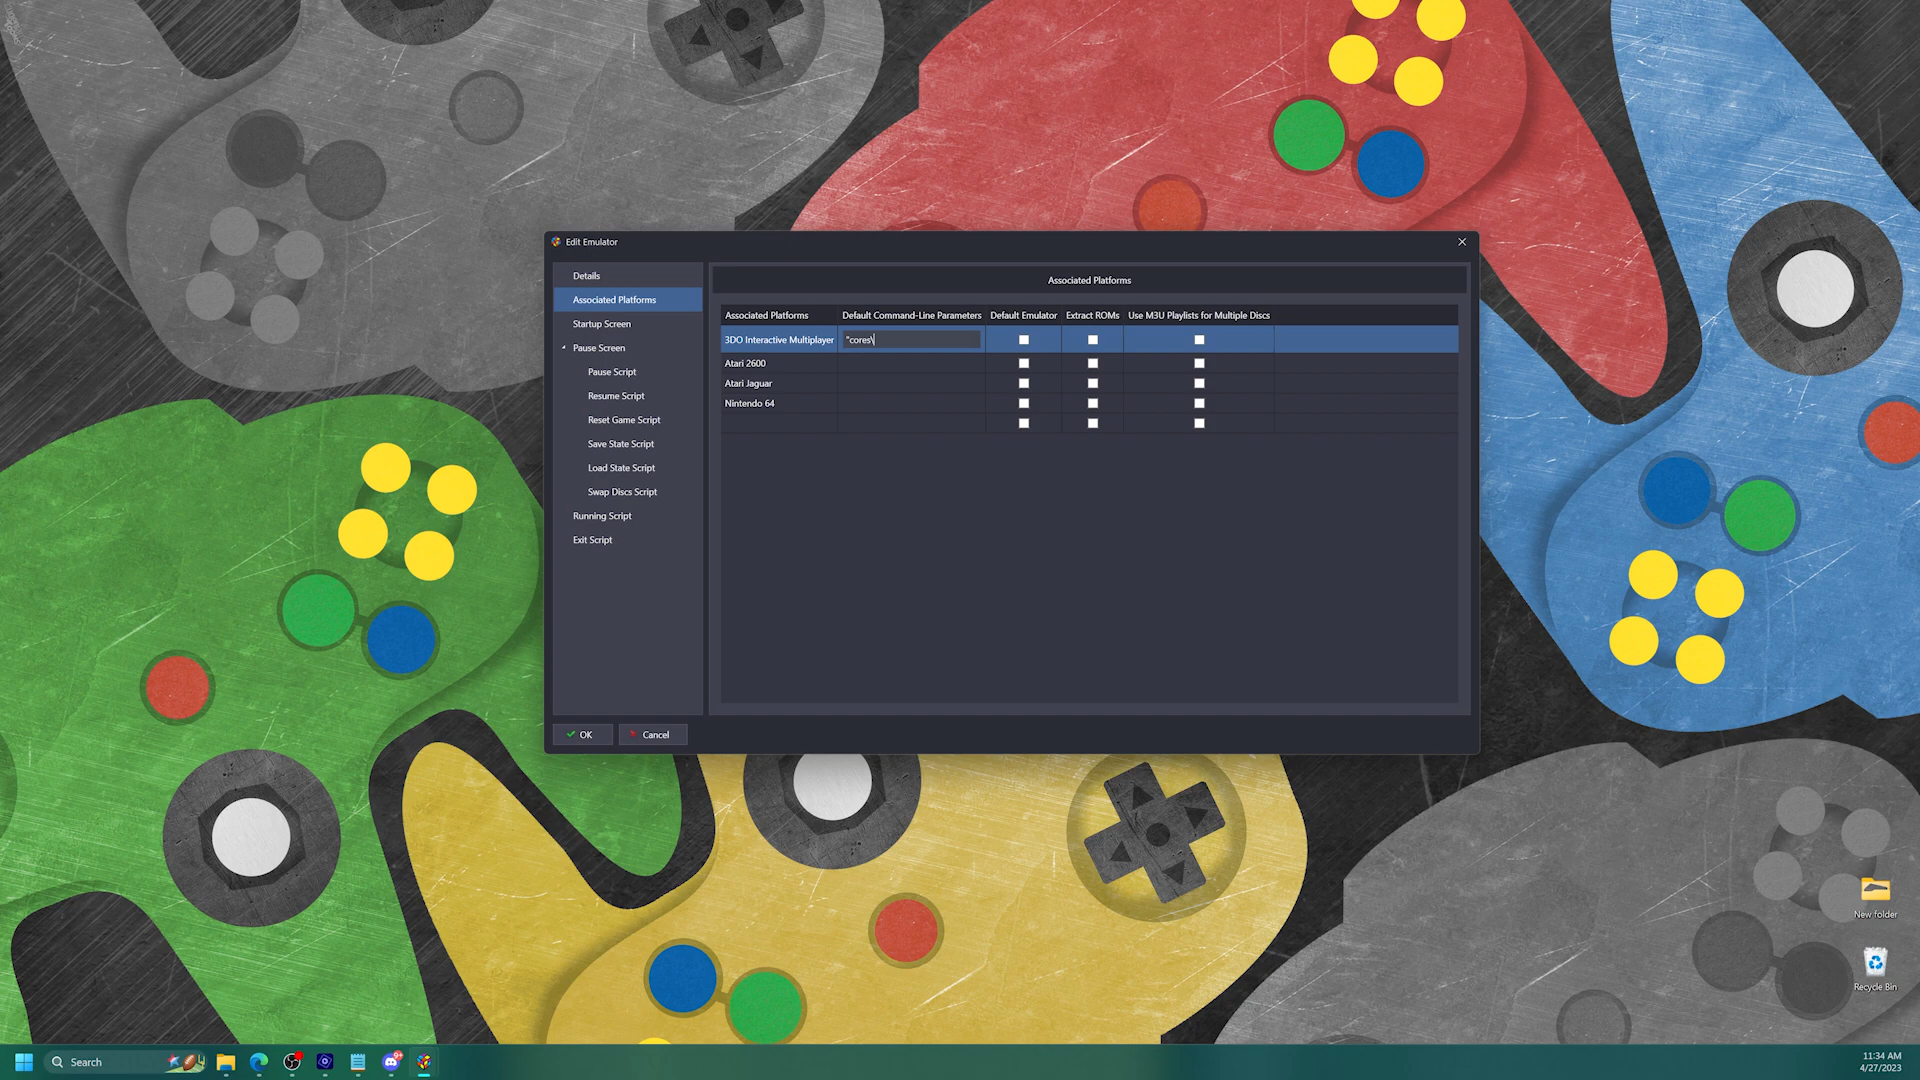 Edit Emulator
Details
Associated Platforms
Startup Screen
Pause Screen
Pause Script
Resume Script
Reset Game Script
Save State Script
Load State Script
Swap Discs Script
Running Script
Exit Script
Associated Platforms
Associated Platforms Default Command-Line Parameters Default Emulator Extract ROMs Use M3U Playlists for Multiple Discs
3DO Interactive Multiplayer "cores\
Atari 2600
Atari Jaguar
Nintendo 64
OK Cancel
New folder
Recycle Bin
Search
9+
11:34 AM
4/27/2023